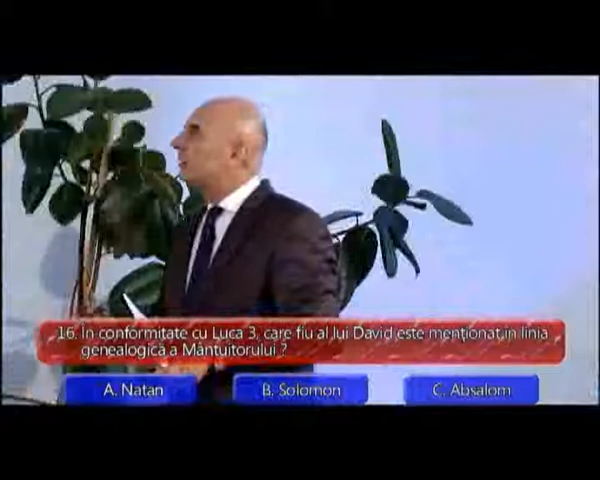 16. În conformitate cu Luca 3, care fiu al lui David este menționat în linia
genealogică a Mântuitorului ?
A. Natan
B. Solomon
C. Absalom